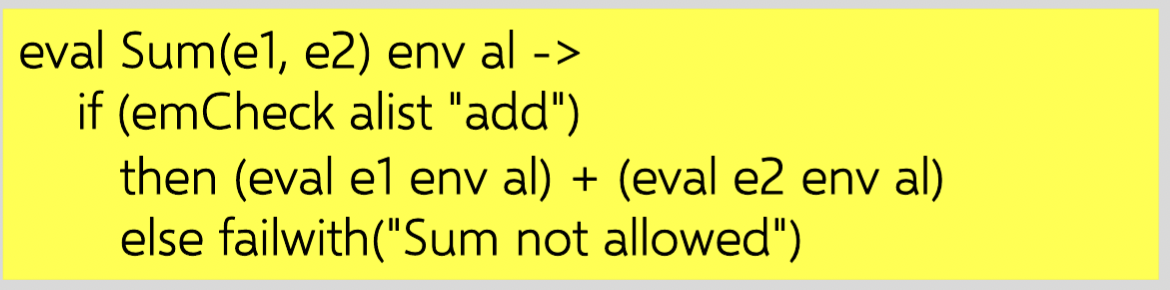 eval Sum(e1, e2) env al ->
if (emCheck alist "add")
then (eval e1 env al) + (eval e2 env al)
else failwith("Sum not allowed")